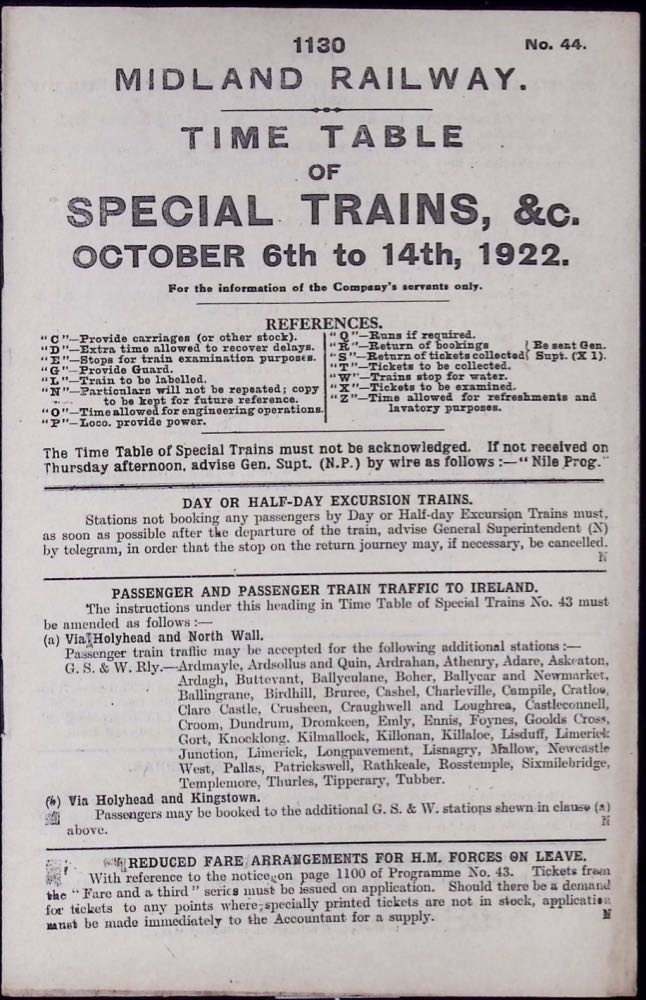 1130
No. 44.
MIDLAND RAILWAY.
TIME TABLE
OF
SPECIAL TRAINS, &c.
OCTOBER 6th to 14th, 1922.
For the information of the Company's servants only.
REFERENCES.
"C"—Provide carriages (or other stock).
"D"—Extra time allowed to recover delays.
"E"—Stops for train examination purposes.
"G"—Provide Guard.
"L"—Train to be labelled.
"N"—Particulars will not be repeated; copy
to be kept for future reference.
"O"—Time allowed for engineering operations.
"P"—Loco. provide power.
"Q"—Runs if required.
"R"—Return of bookings { Be sent Gen.
"S"—Return of tickets collected { Supt. (X 1).
"T"—Tickets to be collected.
"W"—Trains stop for water.
"X"—Tickets to be examined.
"Z"—Time allowed for refreshments and
lavatory purposes.
The Time Table of Special Trains must not be acknowledged. If not received on
Thursday afternoon, advise Gen. Supt. (N.P.) by wire as follows :—"Nile Prog."
DAY OR HALF-DAY EXCURSION TRAINS.
Stations not booking any passengers by Day or Half-day Excursion Trains must,
as soon as possible after the departure of the train, advise General Superintendent (N)
by telegram, in order that the stop on the return journey may, if necessary, be cancelled.
N
PASSENGER AND PASSENGER TRAIN TRAFFIC TO IRELAND.
The instructions under this heading in Time Table of Special Trains No. 43 must
be amended as follows :—
(a) Via Holyhead and North Wall.
Passenger train traffic may be accepted for the following additional stations :—
G. S. & W. Rly.—Ardmayle, Ardsollus and Quin, Ardrahan, Athenry, Adare, Askeaton,
Ardagh, Buttevant, Ballyculane, Boher, Ballycar and Newmarket,
Ballingrane, Birdhill, Bruree, Cashel, Charleville, Campile, Cratloe,
Clare Castle, Crusheen, Craughwell and Loughrea, Castleconnell,
Croom, Dundrum, Dromkeen, Emly, Ennis, Foynes, Goolds Cross,
Gort, Knocklong, Kilmallock, Killonan, Killaloe, Lisduff, Limerick
Junction, Limerick, Longpavement, Lisnagry, Mallow, Newcastle
West, Pallas, Patrickswell, Rathkeale, Rosstemple, Sixmilebridge,
Templemore, Thurles, Tipperary, Tubber.
(b) Via Holyhead and Kingstown.
Passengers may be booked to the additional G. S. & W. stations shewn in clause (a)
above.
N
REDUCED FARE ARRANGEMENTS FOR H.M. FORCES ON LEAVE.
With reference to the notice on page 1100 of Programme No. 43. Tickets from
the "Fare and a third" series must be issued on application. Should there be a demand
for tickets to any points where specially printed tickets are not in stock, application
must be made immediately to the Accountant for a supply.
N